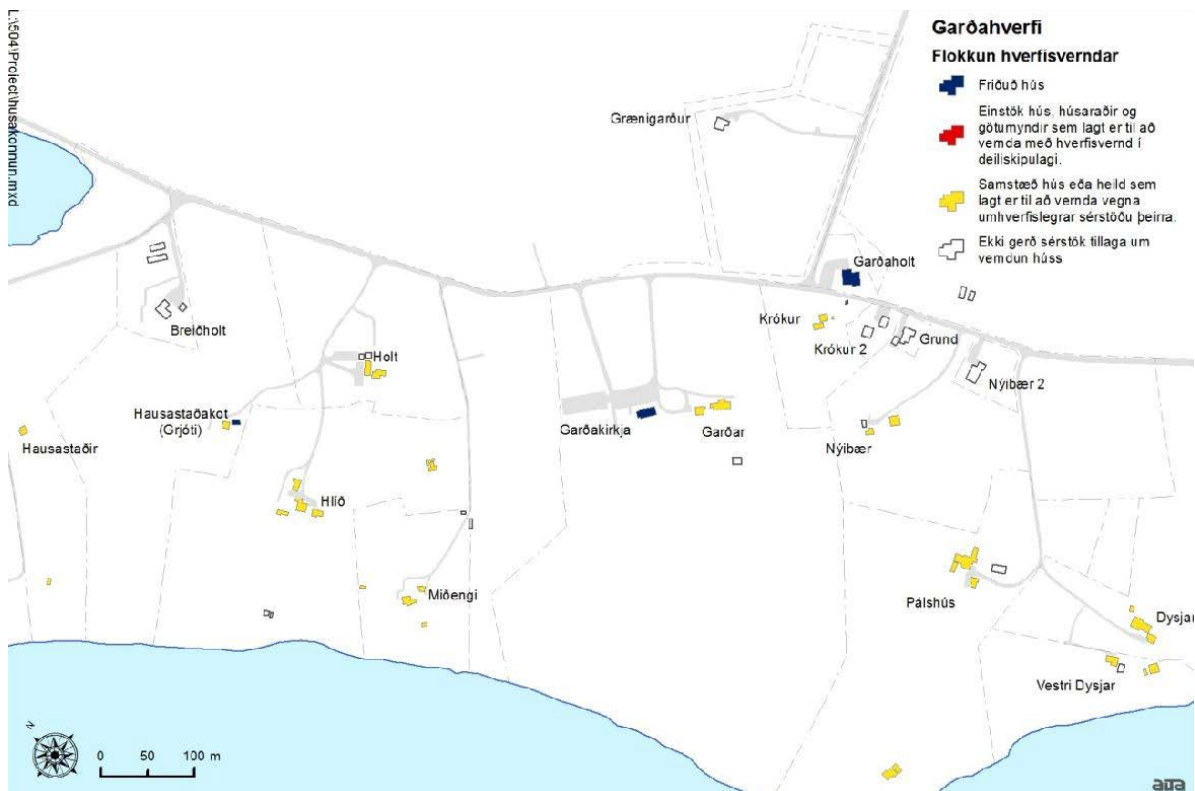 L:\504\Project\husakonnun.mxd
Garðahverfi
Flokkun hverfisverndar
Friðuð hús
Einstök hús, húsaraðir og
götumyndir sem lagt er til að
vernda með hverfisvernd í
deiliskipulagi.
Samstæð hús eða heild sem
lagt er til að vernda vegna
umhverfislegrar sérstöðu þeirra.
Ekki gerð sérstök tillaga um
verndun húss
Grænigarður
Garðaholt
Krókur
Krókur 2
Grund
Breiðholt
Holt
Nýibær 2
Hausastaðakot
(Grjóti)
Garðakirkja
Garðar
Hausastaðir
Nýibær
Hlíð
Miðengi
Pálshús
Dysjar
Vestri Dysjar
N
0 50 100 m
alta